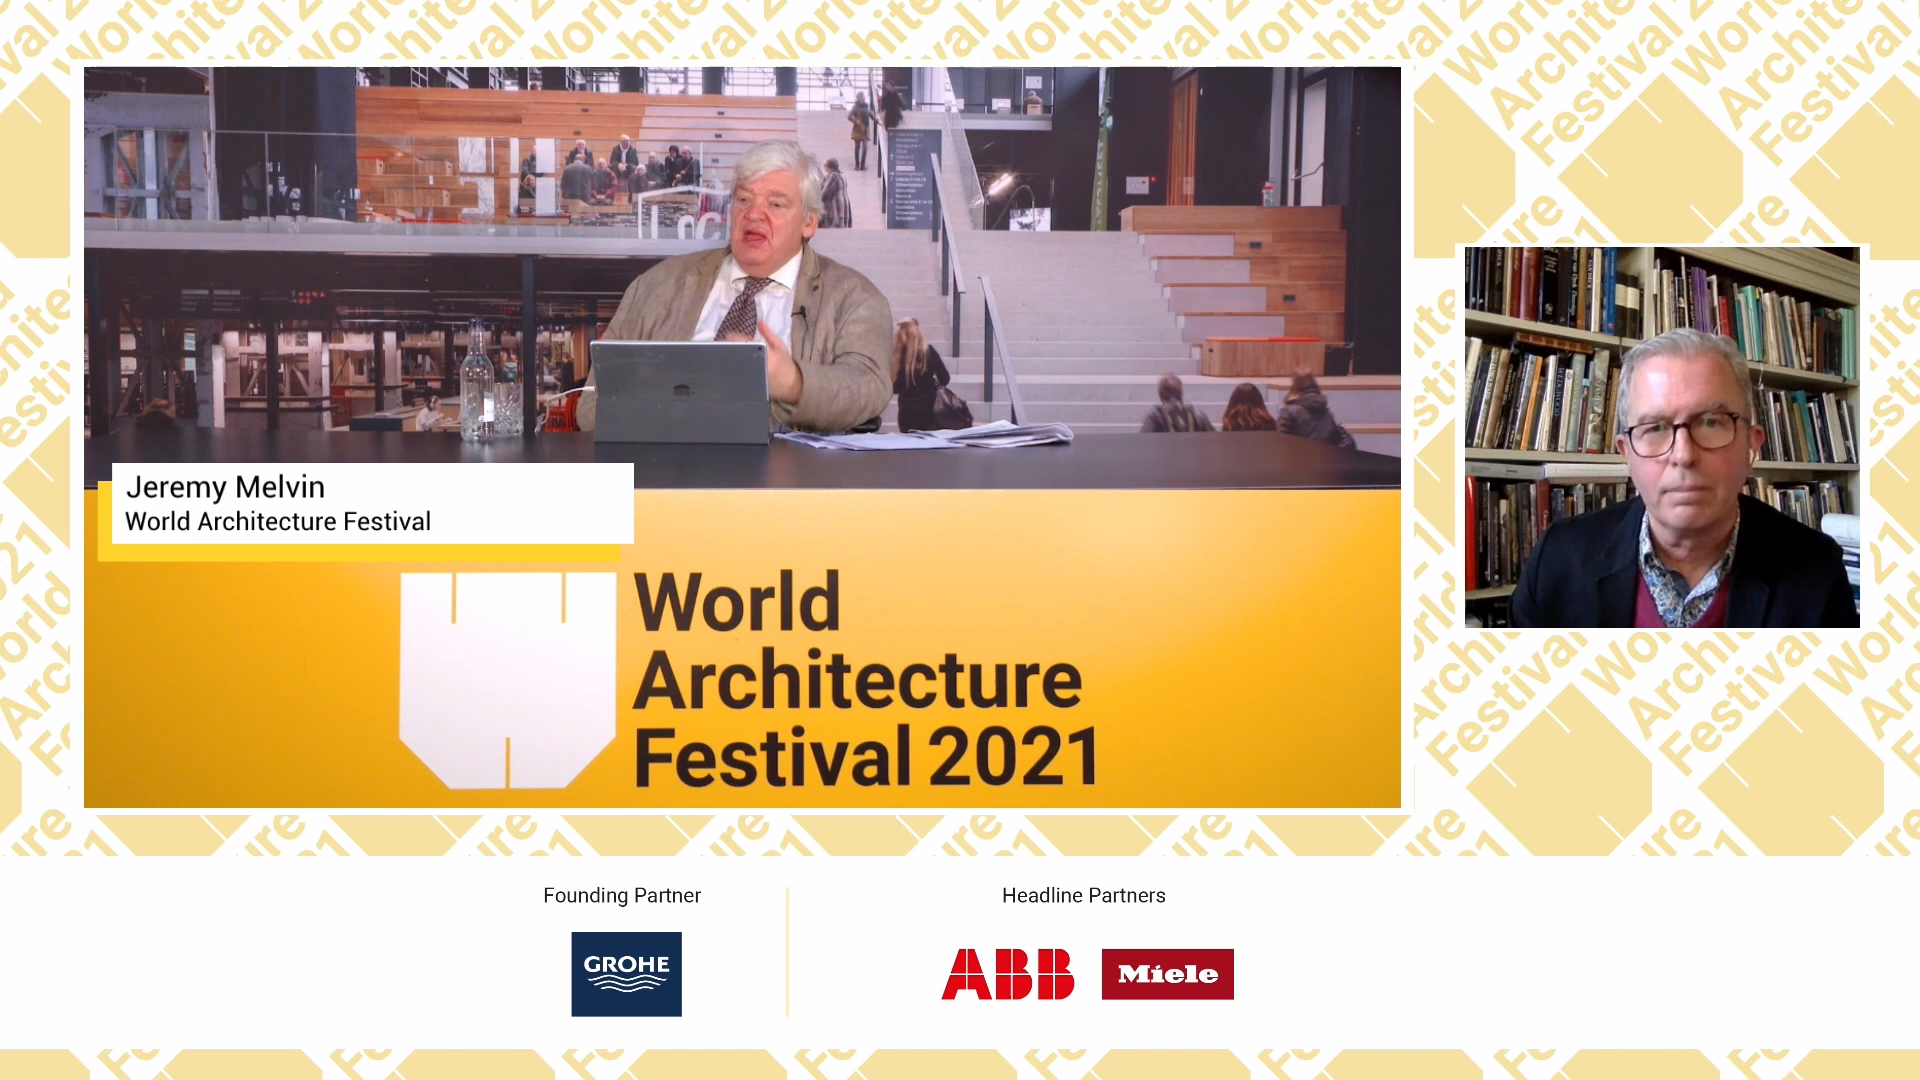 Jeremy Melvin
World Architecture Festival
World
Architecture
Festival 2021
Founding Partner
Headline Partners
GROHE
ABB
Miele